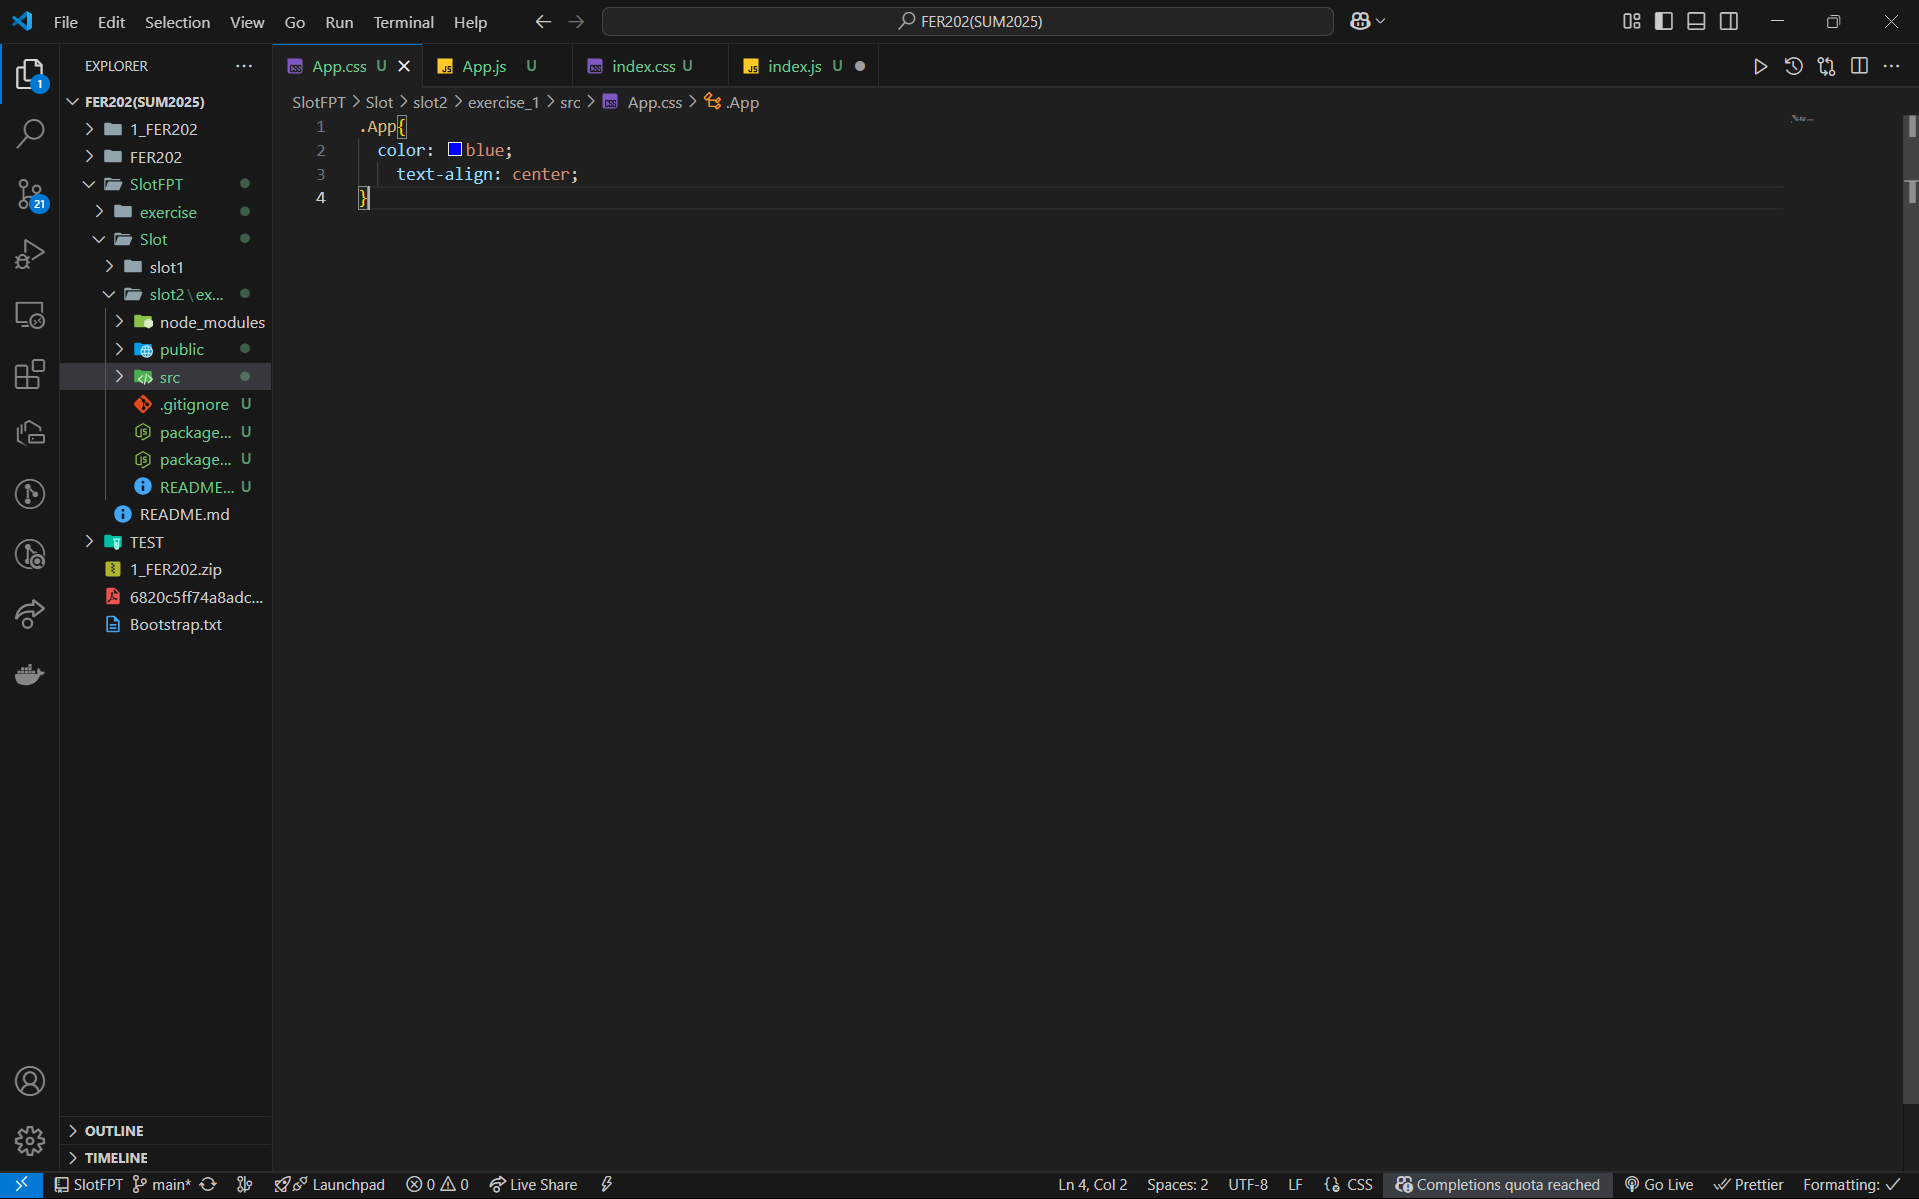 File Edit Selection View Go Run Terminal Help
FER202(SUM2025)
EXPLORER
App.css U
App.js U
index.css U
index.js U
SlotFPT > Slot > slot2 > exercise_1 > src > App.css > .App
FER202(SUM2025)
1_FER202
FER202
SlotFPT
exercise
Slot
slot1
slot2\ex...
node_modules
public
src
.gitignore U
package... U
package... U
README... U
README.md
TEST
1_FER202.zip
6820c5ff74a8adc...
Bootstrap.txt
1 .App{
2 color: blue;
3 text-align: center;
4 }
1
21
OUTLINE
TIMELINE
SlotFPT main* Launchpad 0 0 Live Share Ln 4, Col 2 Spaces: 2 UTF-8 LF {} CSS Completions quota reached Go Live Prettier Formatting: ✓